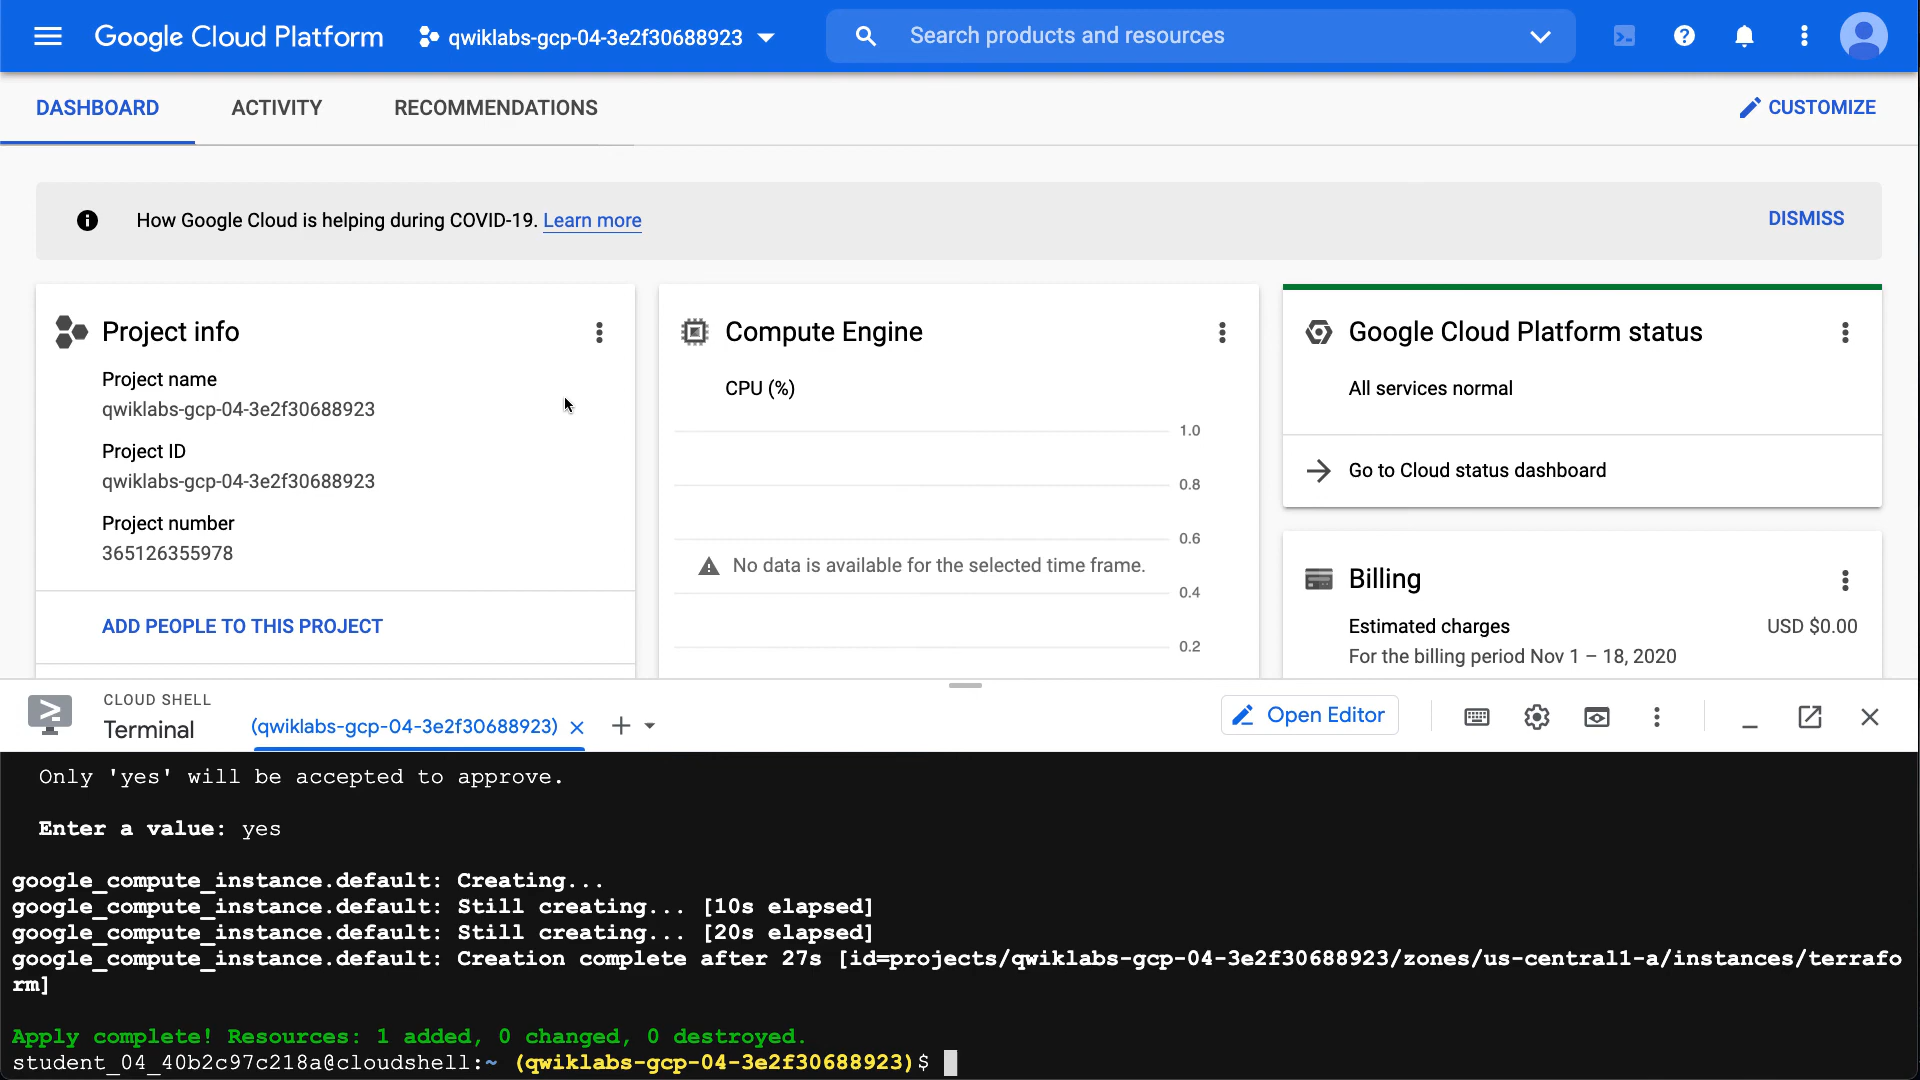 Google Cloud Platform
qwiklabs-gcp-04-3e2f30688923
Search products and resources
DASHBOARD
ACTIVITY
RECOMMENDATIONS
CUSTOMIZE
How Google Cloud is helping during COVID-19. Learn more
DISMISS
Project info
Project name
qwiklabs-gcp-04-3e2f30688923
Project ID
qwiklabs-gcp-04-3e2f30688923
Project number
365126355978
ADD PEOPLE TO THIS PROJECT
Compute Engine
CPU (%)
1.0
0.8
0.6
No data is available for the selected time frame.
0.4
0.2
Google Cloud Platform status
All services normal
Go to Cloud status dashboard
Billing
Estimated charges
USD $0.00
For the billing period Nov 1 – 18, 2020
CLOUD SHELL
Terminal
(qwiklabs-gcp-04-3e2f30688923)
Open Editor
Only 'yes' will be accepted to approve.
Enter a value: yes
google_compute_instance.default: Creating...
google_compute_instance.default: Still creating... [10s elapsed]
google_compute_instance.default: Still creating... [20s elapsed]
google_compute_instance.default: Creation complete after 27s [id=projects/qwiklabs-gcp-04-3e2f30688923/zones/us-central1-a/instances/terrafo
rm]
Apply complete! Resources: 1 added, 0 changed, 0 destroyed.
student_04_40b2c97c218a@cloudshell:~ (qwiklabs-gcp-04-3e2f30688923)$